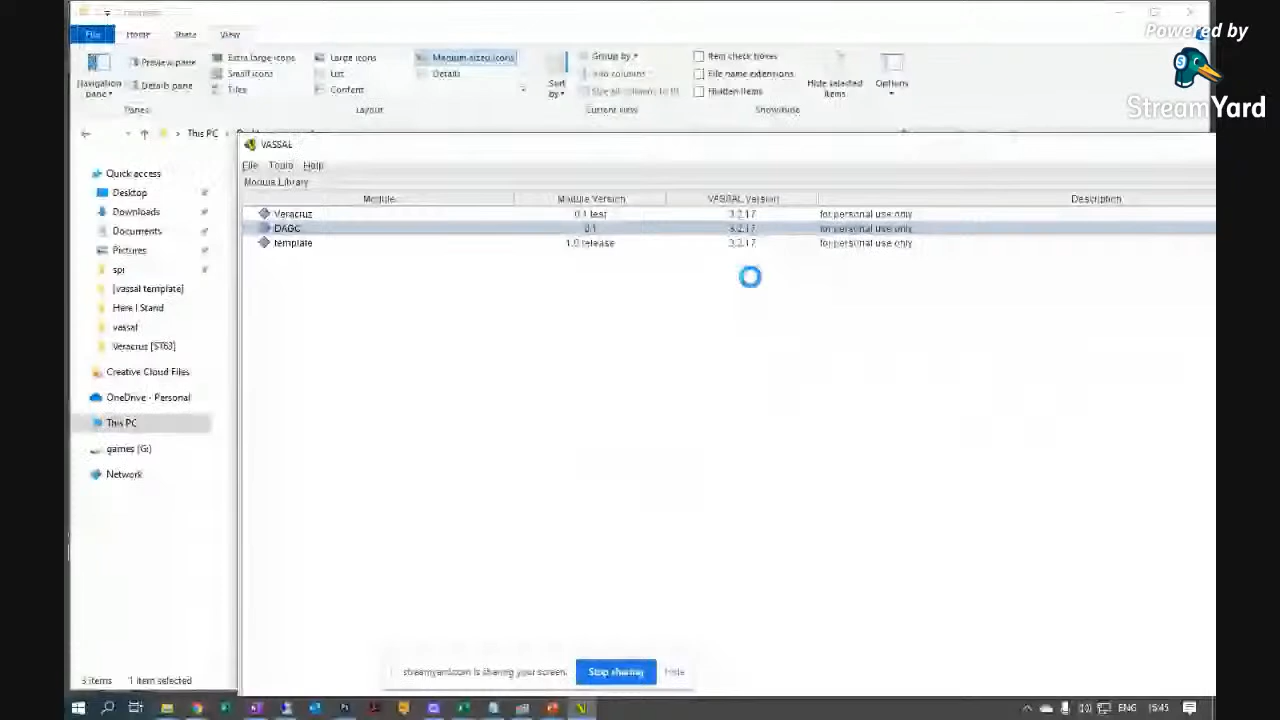 Powered by
StreamYard
File Home Share View
Navigation pane
Preview pane
Details pane
Panes
Extra large icons Large icons Medium-sized icons
Small icons List Details
Tiles Content
Layout
Sort by
Group by
Add columns
Size all columns to fit
Current view
Item check boxes
File name extensions
Hidden items
Hide selected items
Show/hide
Options
This PC
Quick access
Desktop
Downloads
Documents
Pictures
spi
[vassal template]
Here I Stand
vassal
Veracruz [ST63]
Creative Cloud Files
OneDrive - Personal
This PC
games (G:)
Network
3 items 1 item selected
VASSAL
File Tools Help
Module Library
Module Module Version VASSAL Version Description
Veracruz 0.1 test 3.2.17 for personal use only
DAGC 0.1 3.2.17 for personal use only
template 1.0 release 3.2.17 for personal use only
streamyard.com is sharing your screen. Stop sharing Hide
ENG 15:45